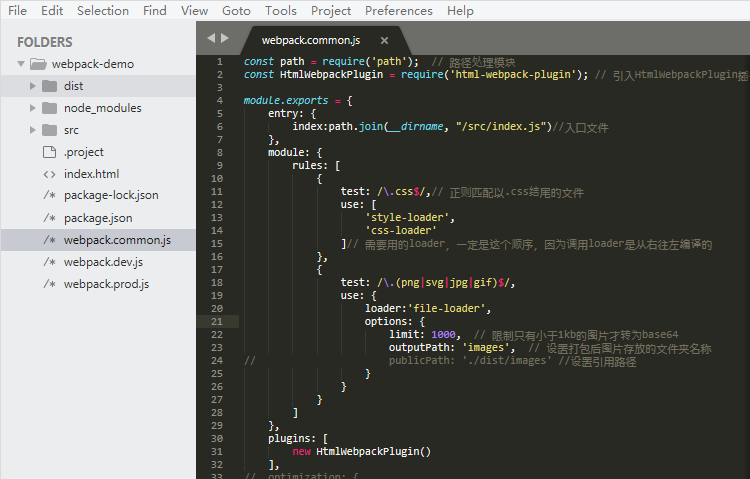 File Edit Selection Find View Goto Tools Project Preferences Help
FOLDERS
webpack-demo
dist
node_modules
src
.project
index.html
package-lock.json
package.json
webpack.common.js
webpack.dev.js
webpack.prod.js
webpack.common.js ×
1 const path = require('path');  // 路径处理模块
2 const HtmlWebpackPlugin = require('html-webpack-plugin'); // 引入HtmlWebpackPlugin插
3
4 module.exports = {
5     entry: {
6         index:path.join(__dirname, "/src/index.js")//入口文件
7     },
8     module: {
9         rules: [
10             {
11                 test: /\.css$/,// 正则匹配以.css结尾的文件
12                 use: [
13                     'style-loader',
14                     'css-loader'
15                 ]// 需要用的loader，一定是这个顺序，因为调用loader是从右往左编译的
16             },
17             {
18                 test: /\.(png|svg|jpg|gif)$/,
19                 use: {
20                     loader:'file-loader',
21                     options: {
22                         limit: 1000,  // 限制只有小于1kb的图片才转为base64
23                         outputPath: 'images',  // 设置打包后图片存放的文件夹名称
24 //                         publicPath: './dist/images' //设置引用路径
25                     }
26                 }
27             }
28         ]
29     },
30     plugins: [
31         new HtmlWebpackPlugin()
32     ],
33 //  optimization: {